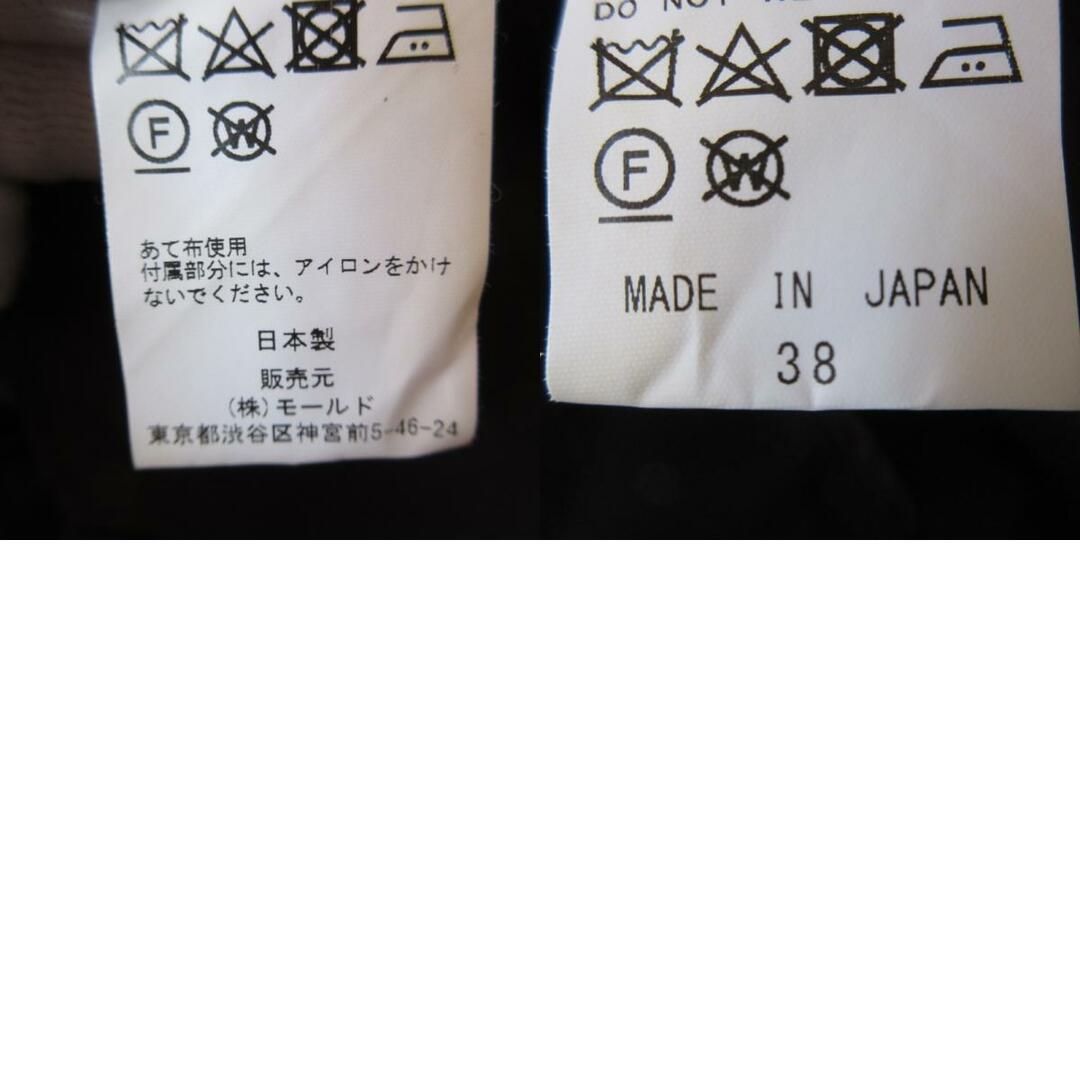 F W
あて布使用
付属部分には、アイロンをかけ
ないでください。
日本製
販売元
(株)モールド
東京都渋谷区神宮前5-46-24
DO NOT
F W
MADE IN JAPAN
38